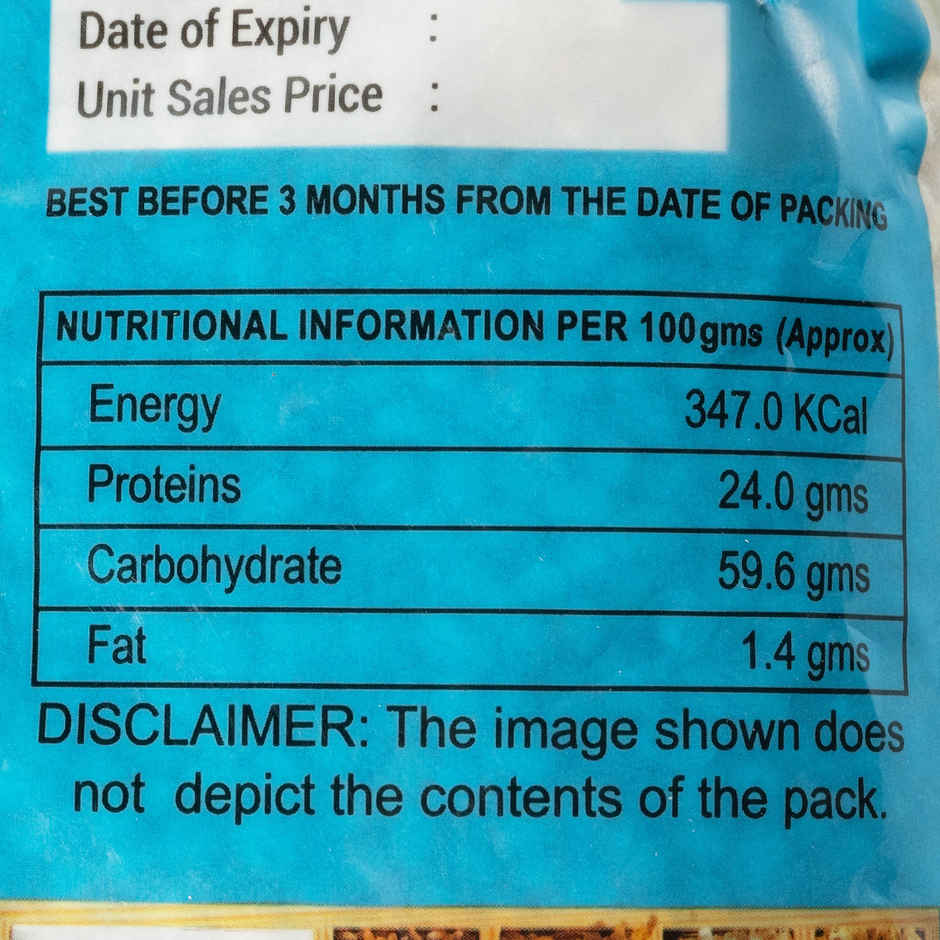 Date of Expiry :
Unit Sales Price :
BEST BEFORE 3 MONTHS FROM THE DATE OF PACKING
NUTRITIONAL INFORMATION PER 100gms (Approx)
Energy 347.0 KCal
Proteins 24.0 gms
Carbohydrate 59.6 gms
Fat 1.4 gms
DISCLAIMER: The image shown does
not depict the contents of the pack.